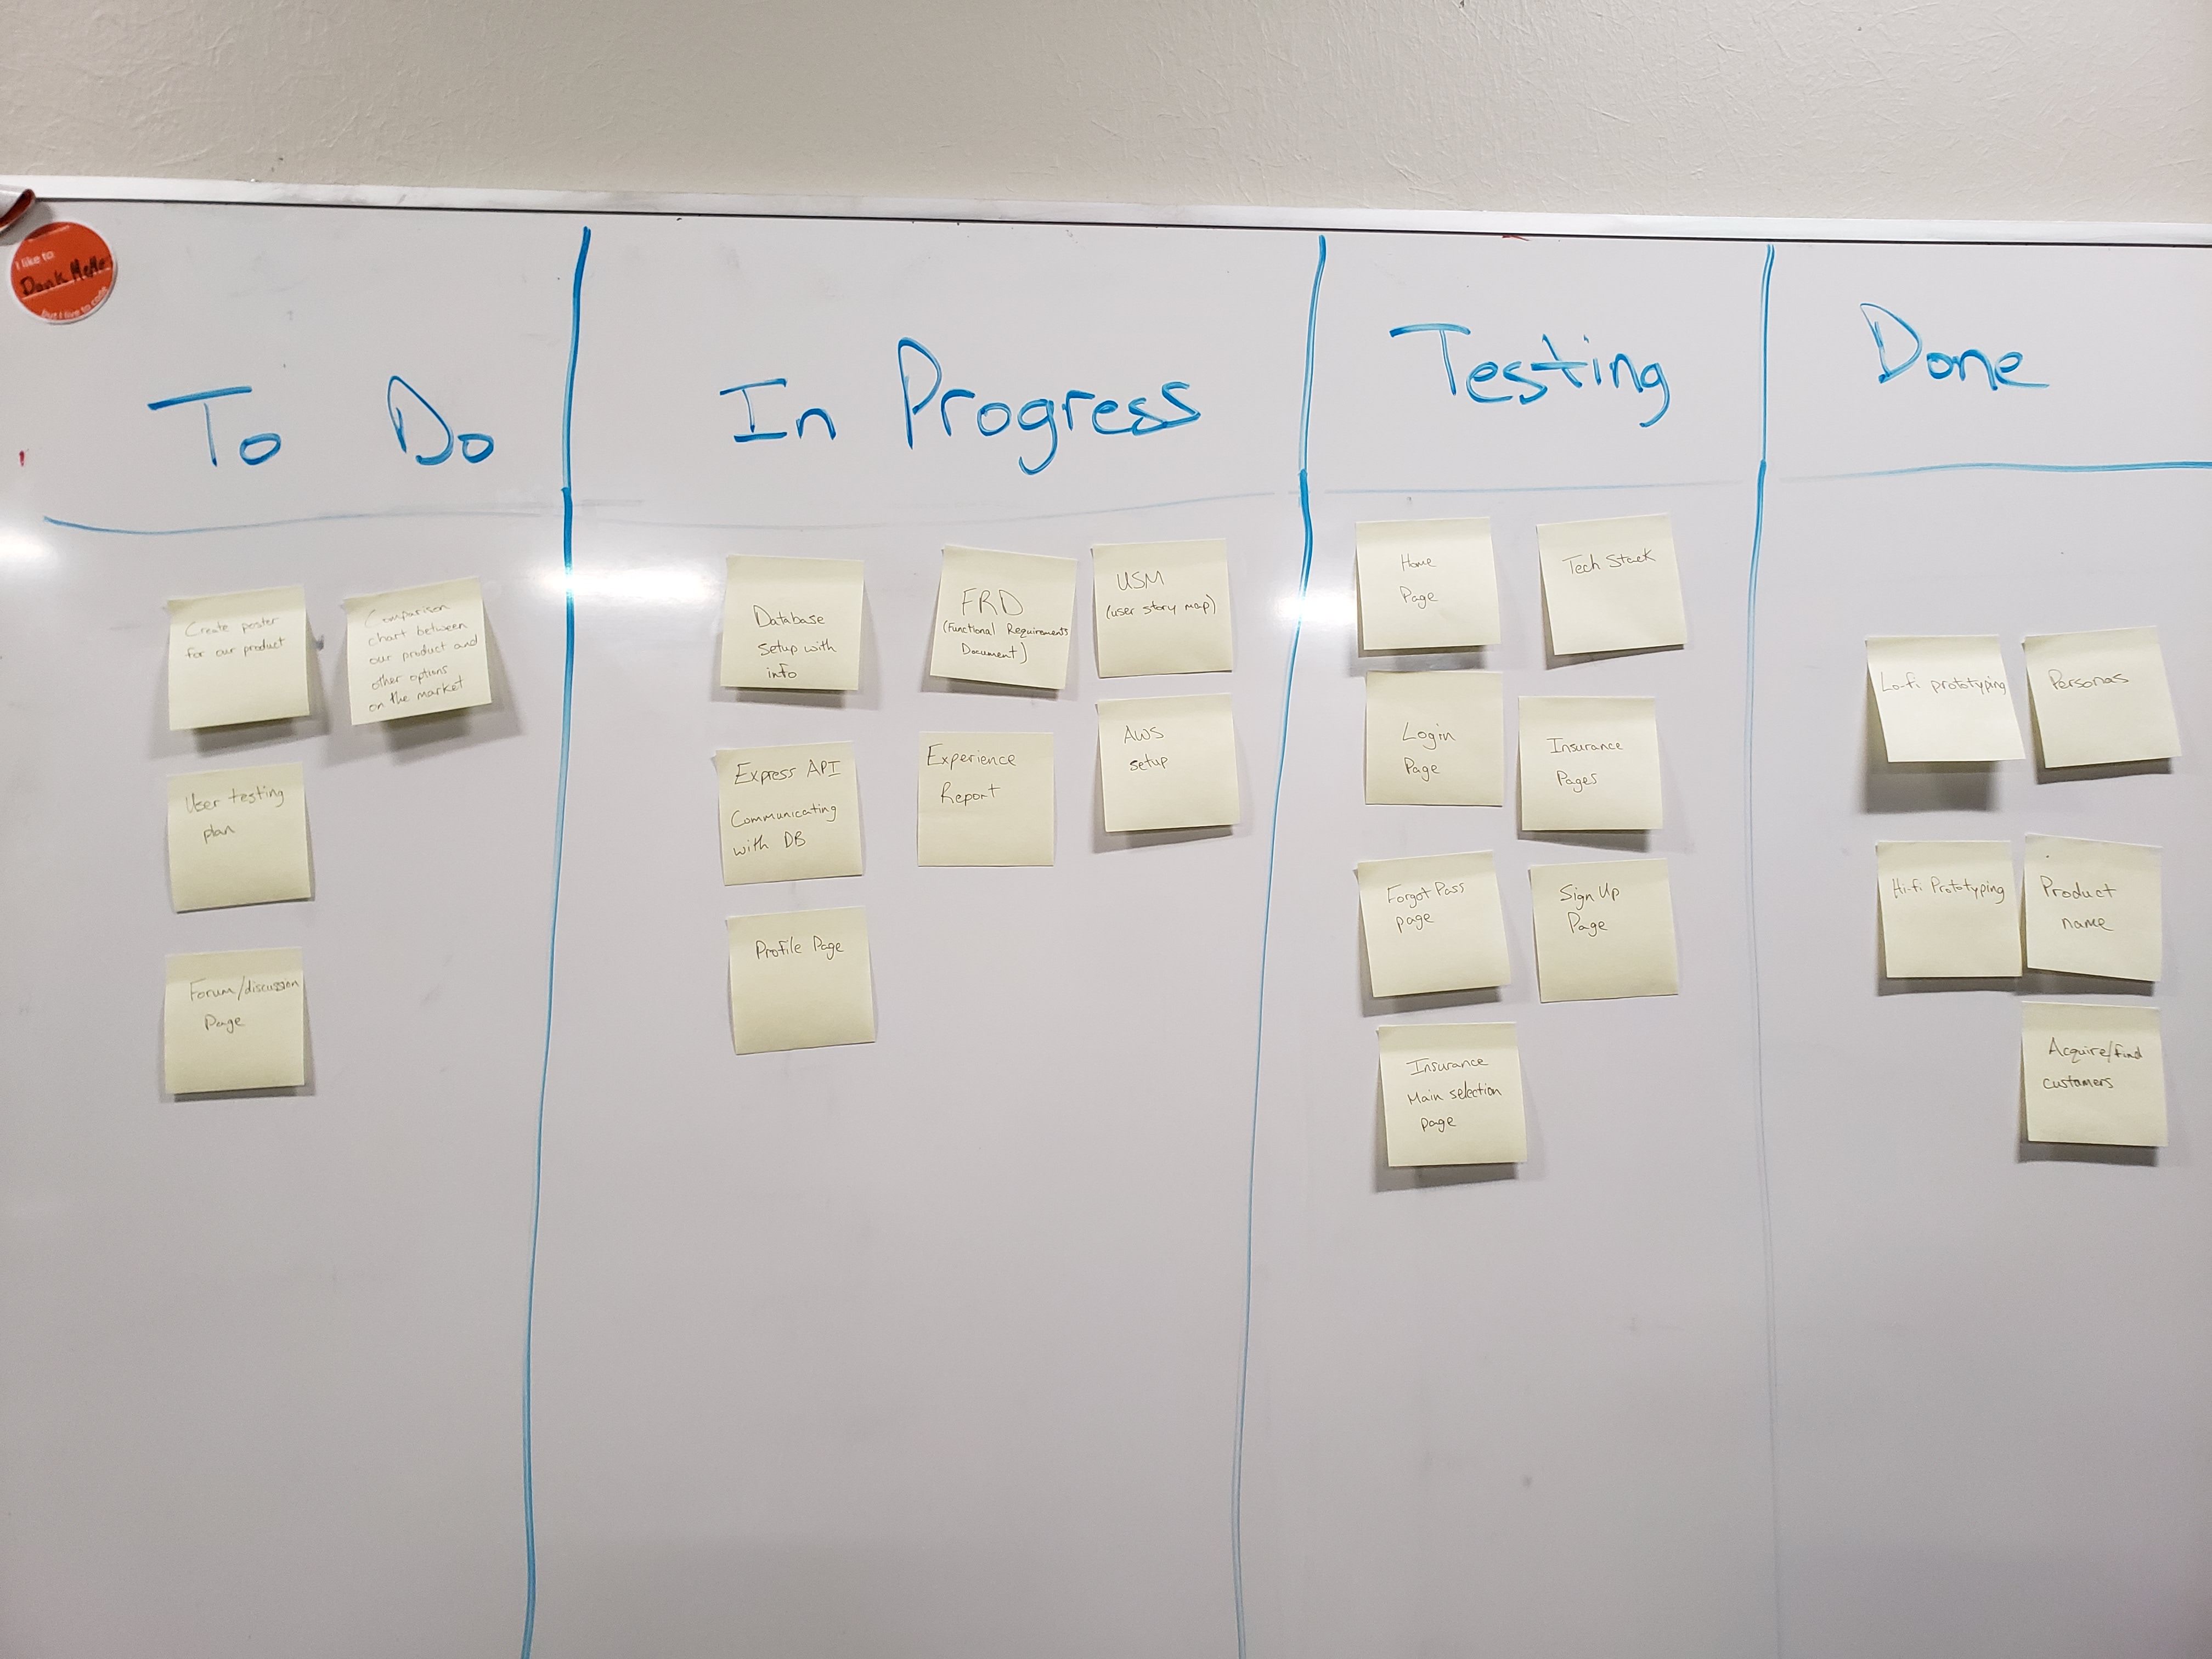 I like to
Dank MeMe
but I live to code
To Do
In Progress
Testing
Done
Create poster
for our product
Comparison
chart between
our product and
other options
on the market
User testing
plan
Forum/discussion
Page
Database
setup with
info
FRD
(Functional Requirements
Document)
USM
(user story map)
Express API
Communicating
with DB
Experience
Report
AWS
setup
Profile Page
Home
Page
Tech Stack
Login
Page
Insurance
Pages
Forgot Pass
page
Sign Up
Page
Insurance
Main selection
page
Lo-fi prototyping
Personas
Hi-fi Prototyping
Product
name
Acquire/find
customers